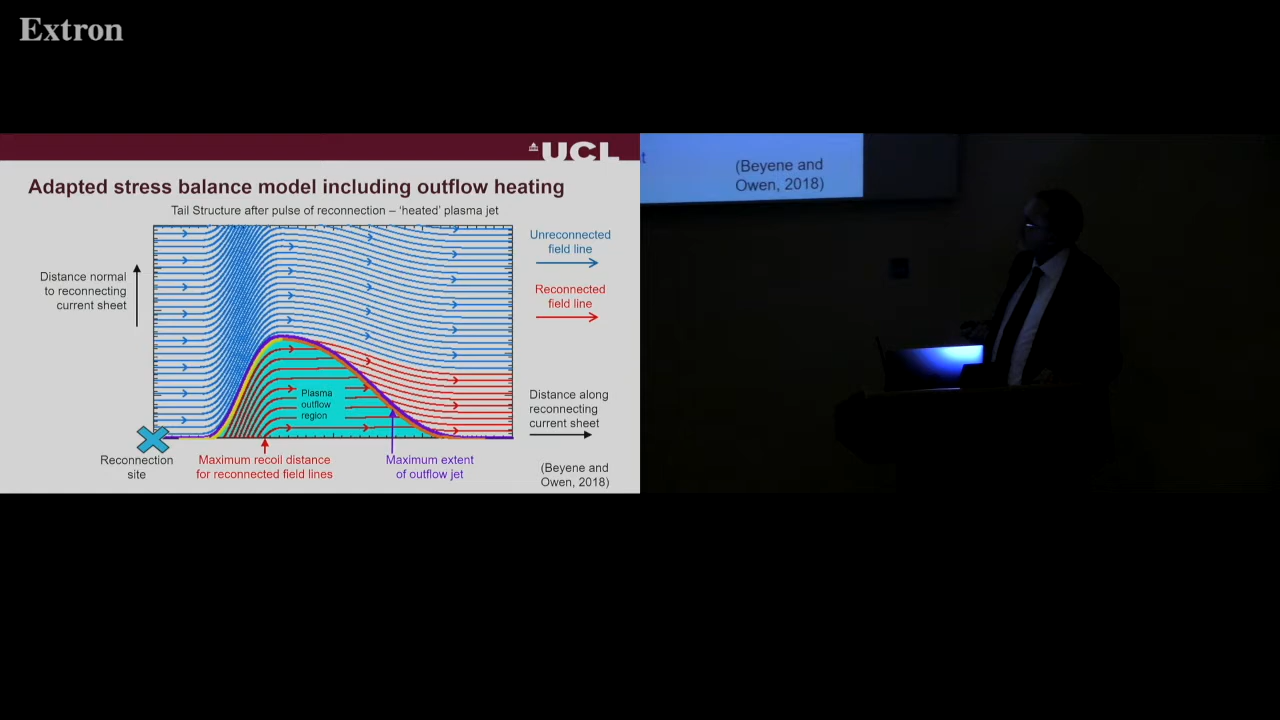 Extron
UCL
Adapted stress balance model including outflow heating
Tail Structure after pulse of reconnection – ‘heated’ plasma jet
Distance normal
to reconnecting
current sheet
Unreconnected
field line
Reconnected
field line
Plasma
outflow
region
Distance along
reconnecting
current sheet
Reconnection
site
Maximum recoil distance
for reconnected field lines
Maximum extent
of outflow jet
(Beyene and
Owen, 2018)
(Beyene and
Owen, 2018)